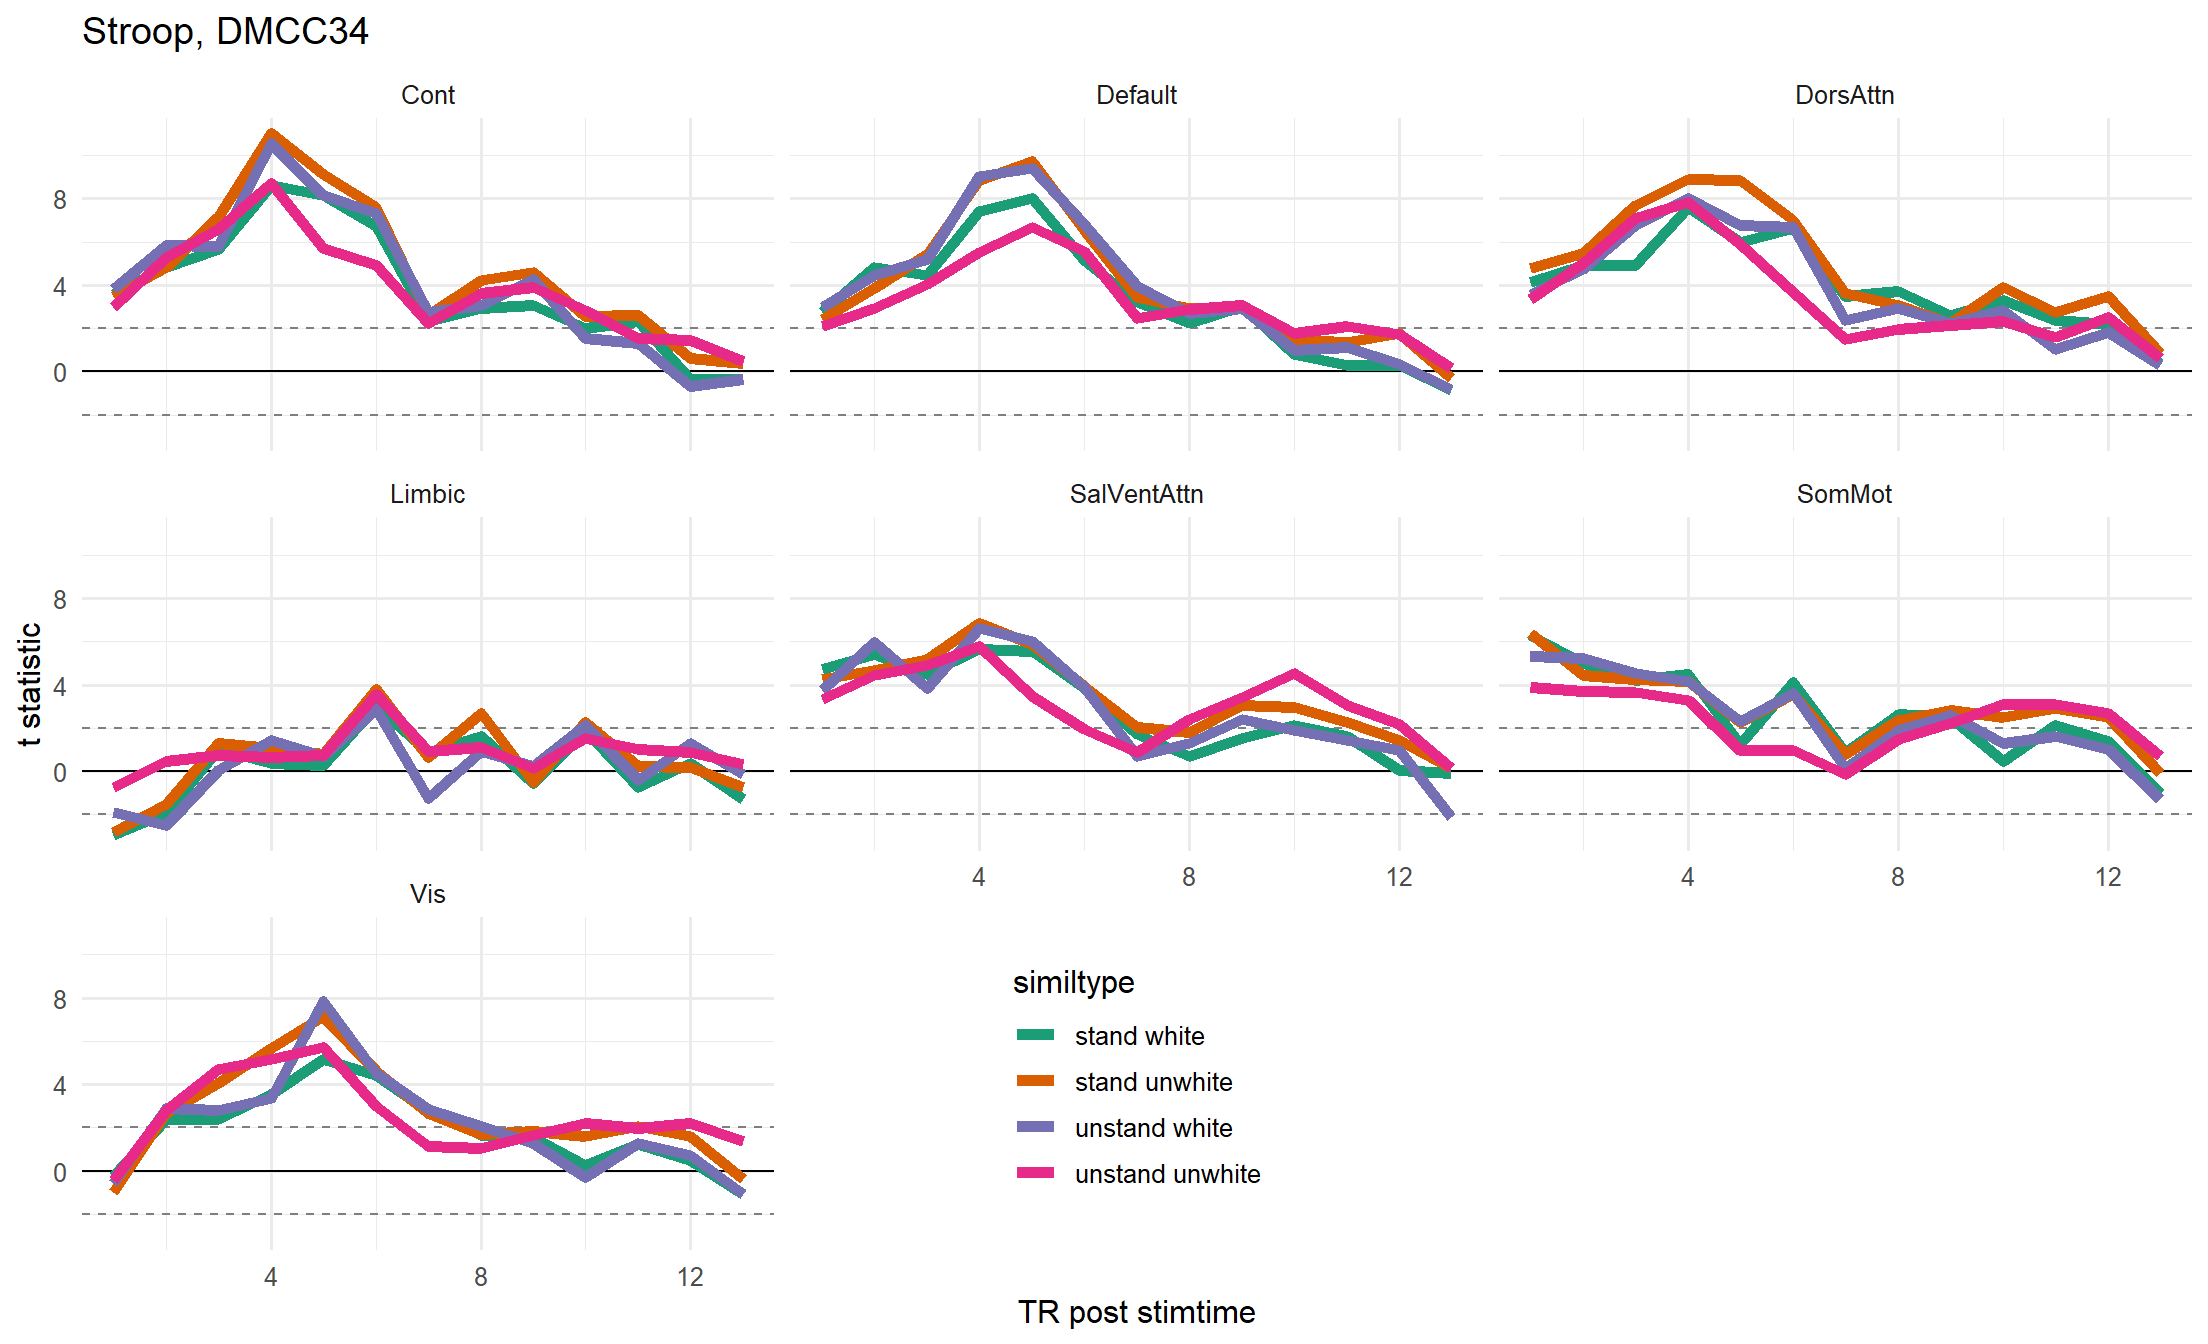 Stroop, DMCC34
Cont
Default
DorsAttn
8
4
0
Limbic
SalVentAttn
SomMot
8
4
0
t statistic
4
8
12
4
8
12
Vis
8
4
0
4
8
12
similtype
stand white
stand unwhite
unstand white
unstand unwhite
TR post stimtime